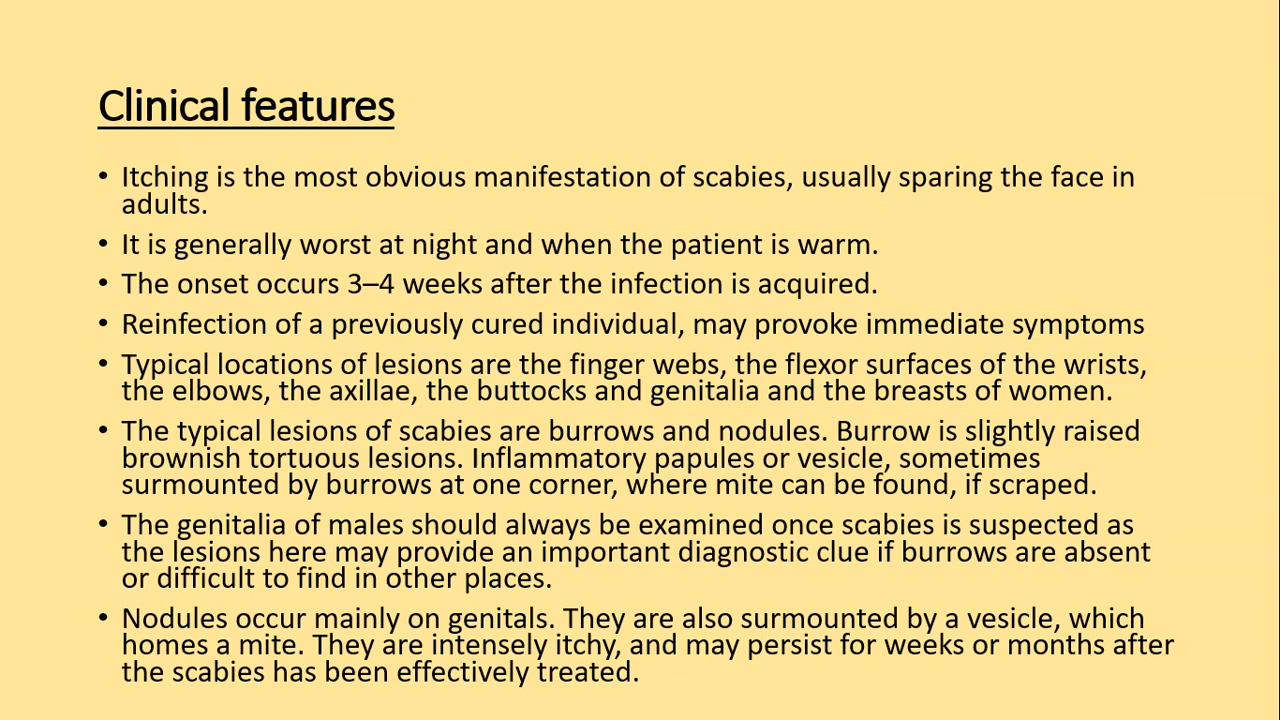 Clinical features
• Itching is the most obvious manifestation of scabies, usually sparing the face in
adults.
• It is generally worst at night and when the patient is warm.
• The onset occurs 3–4 weeks after the infection is acquired.
• Reinfection of a previously cured individual, may provoke immediate symptoms
• Typical locations of lesions are the finger webs, the flexor surfaces of the wrists,
the elbows, the axillae, the buttocks and genitalia and the breasts of women.
• The typical lesions of scabies are burrows and nodules. Burrow is slightly raised
brownish tortuous lesions. Inflammatory papules or vesicle, sometimes
surmounted by burrows at one corner, where mite can be found, if scraped.
• The genitalia of males should always be examined once scabies is suspected as
the lesions here may provide an important diagnostic clue if burrows are absent
or difficult to find in other places.
• Nodules occur mainly on genitals. They are also surmounted by a vesicle, which
homes a mite. They are intensely itchy, and may persist for weeks or months after
the scabies has been effectively treated.